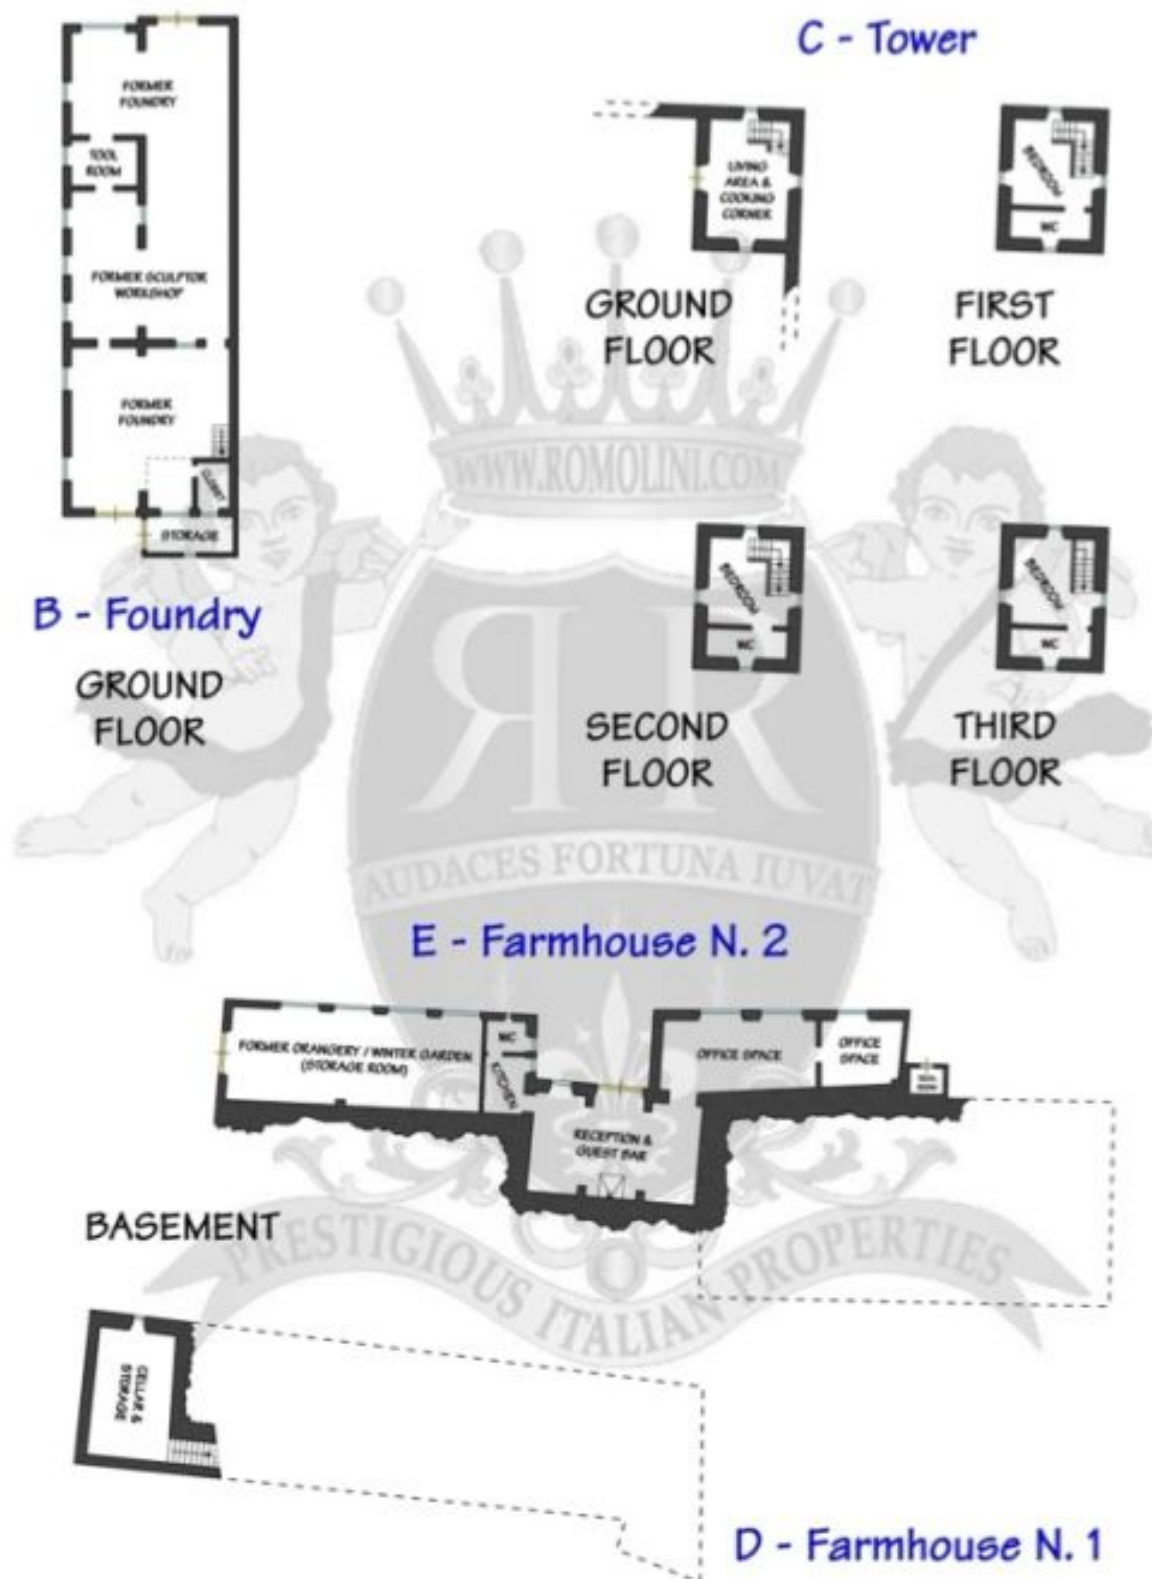 C - Tower
FORMER
FOUNDRY
TOOL
ROOM
FORMER SCULPTOR
WORKSHOP
FORMER
FOUNDRY
CLOSET
STORAGE
B - Foundry
GROUND
FLOOR
LIVING
AREA &
COOKING
CORNER
GROUND
FLOOR
BEDROOM
WC
FIRST
FLOOR
BEDROOM
WC
SECOND
FLOOR
BEDROOM
WC
THIRD
FLOOR
WWW.ROMOLINI.COM
RR
AUDACES FORTUNA IUVAT
E - Farmhouse N. 2
FORMER ORANGERY / WINTER GARDEN
(STORAGE ROOM)
WC
KITCHEN
RECEPTION &
GUEST BAR
OFFICE SPACE
OFFICE
SPACE
BASEMENT
PRESTIGIOUS ITALIAN PROPERTIES
CELLAR &
STORAGE
D - Farmhouse N. 1